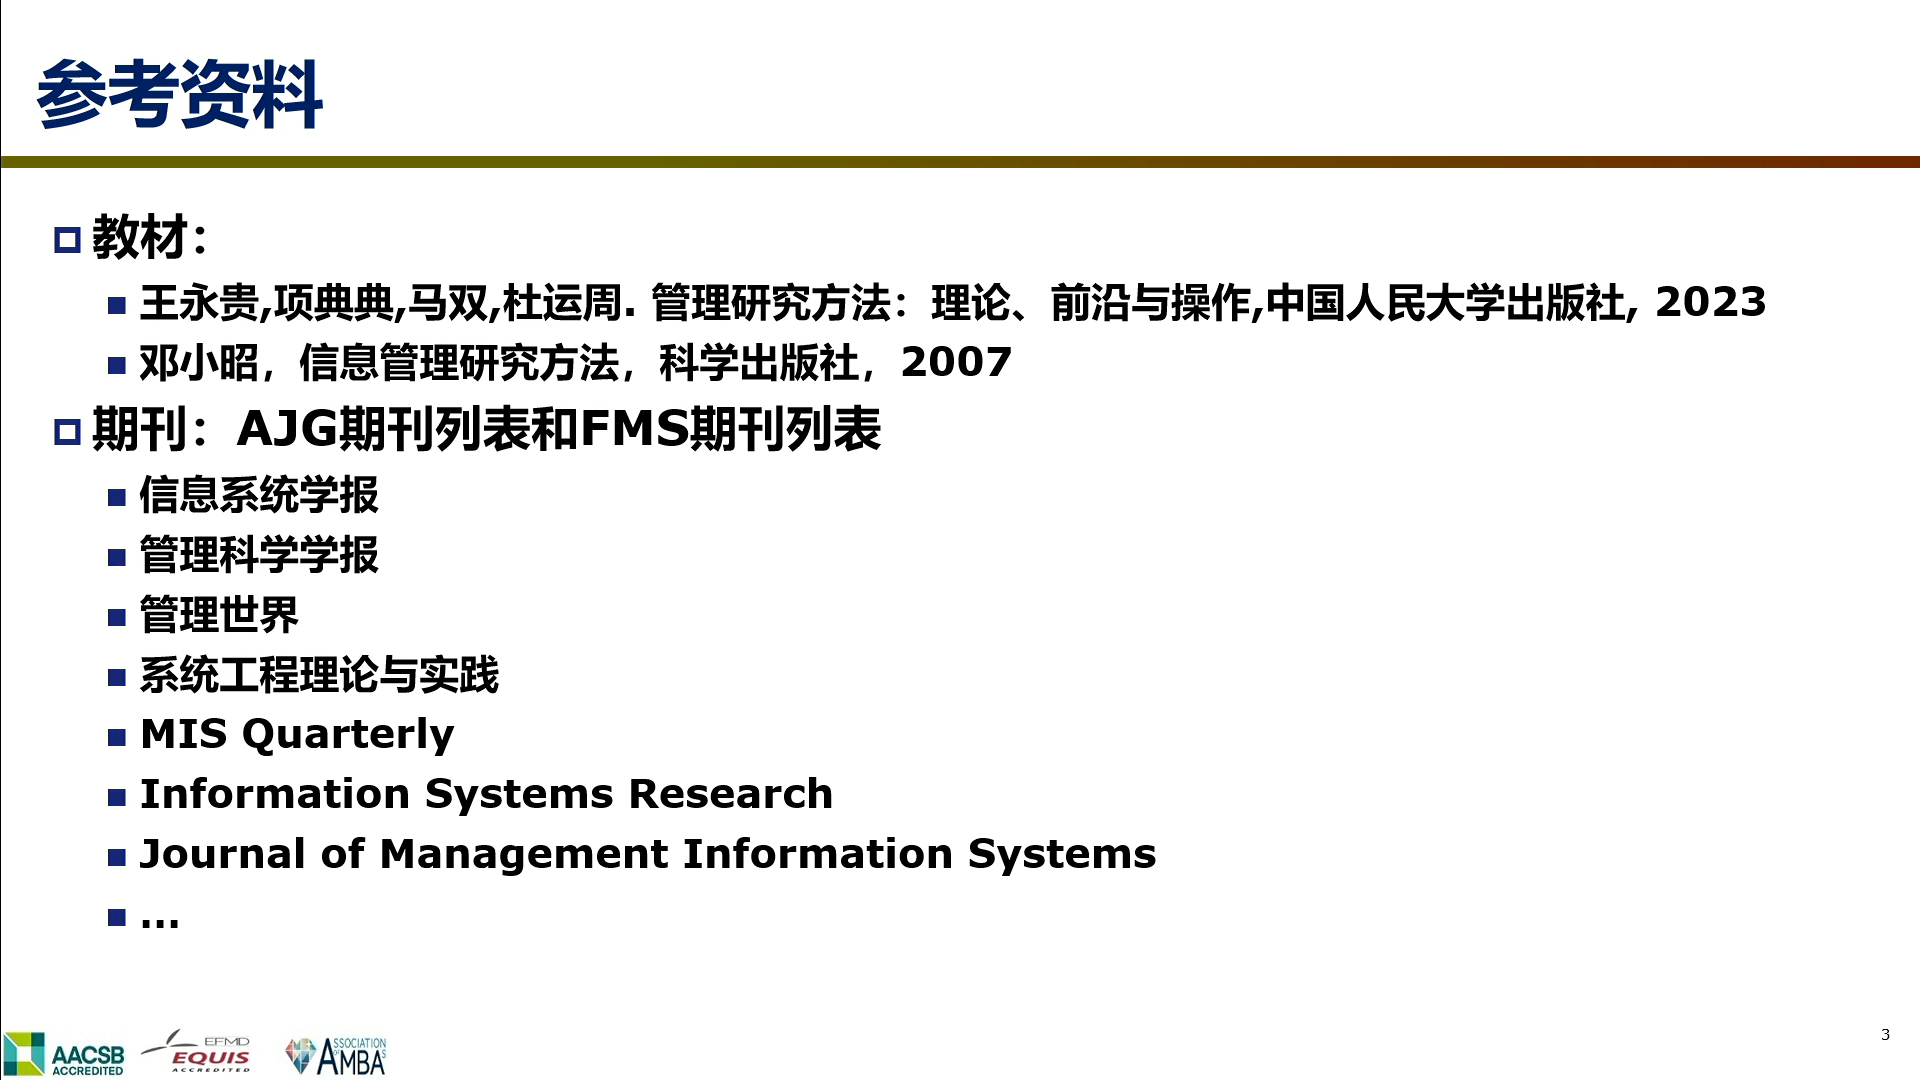 参考资料
教材：
王永贵,项典典,马双,杜运周. 管理研究方法：理论、前沿与操作,中国人民大学出版社, 2023
邓小昭，信息管理研究方法，科学出版社，2007
期刊：AJG期刊列表和FMS期刊列表
信息系统学报
管理科学学报
管理世界
系统工程理论与实践
MIS Quarterly
Information Systems Research
Journal of Management Information Systems
...
AACSB
ACCREDITED
EFMD
EQUIS
ACCREDITED
ASSOCIATION
OF
AMBAs
3